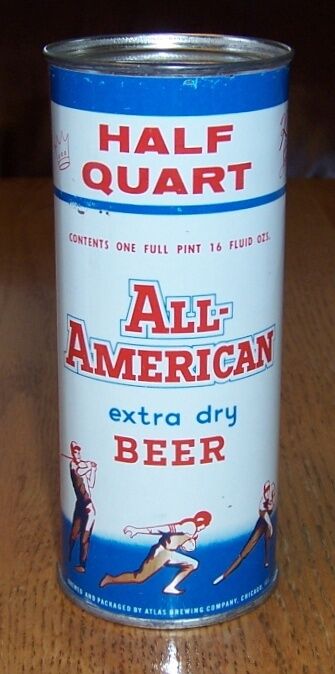 HALF
QUART
CONTENTS ONE FULL PINT 16 FLUID OZS.
ALL-
AMERICAN
extra dry
BEER
AND PACKAGED BY ATLAS BREWING COMPANY, CHICAGO,